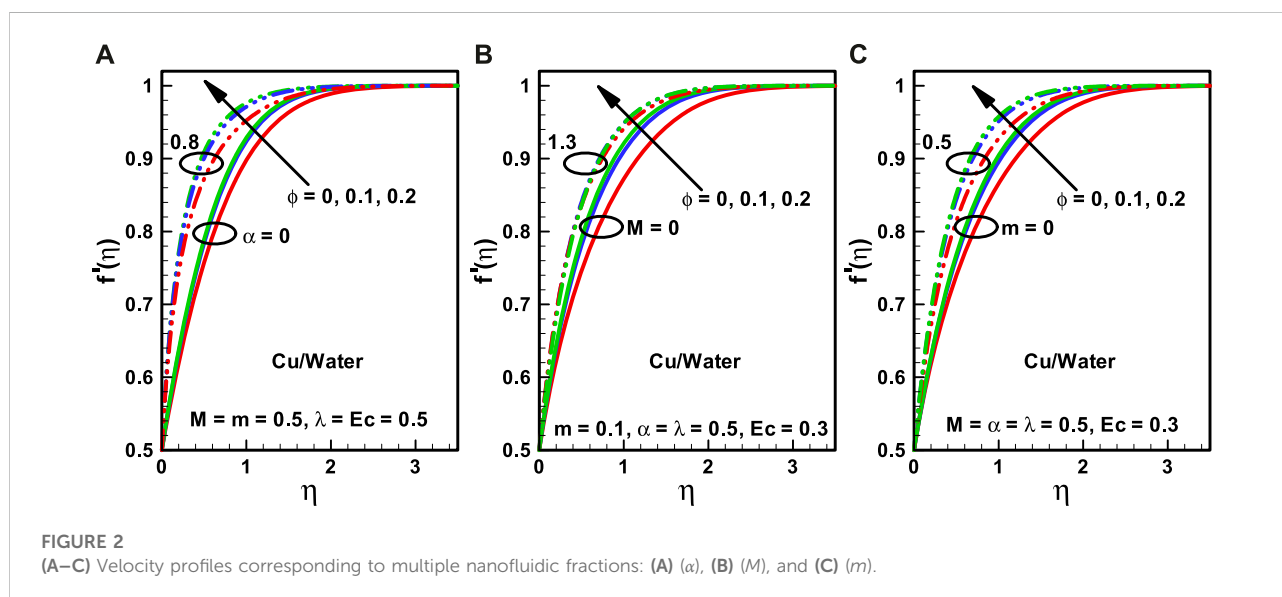 A
1
0.9
0.8
0.7
0.6
0.5
0 1 2 3
f'(η)
η
0.8
ϕ = 0, 0.1, 0.2
α = 0
Cu/Water
M = m = 0.5, λ = Ec = 0.5
B
1
0.9
0.8
0.7
0.6
0.5
0 1 2 3
f'(η)
η
1.3
ϕ = 0, 0.1, 0.2
M = 0
Cu/Water
m = 0.1, α = λ = 0.5, Ec = 0.3
C
1
0.9
0.8
0.7
0.6
0.5
0 1 2 3
f'(η)
η
0.5
ϕ = 0, 0.1, 0.2
m = 0
Cu/Water
M = α = λ = 0.5, Ec = 0.3
FIGURE 2
(A–C) Velocity profiles corresponding to multiple nanofluidic fractions: (A) (α), (B) (M), and (C) (m).